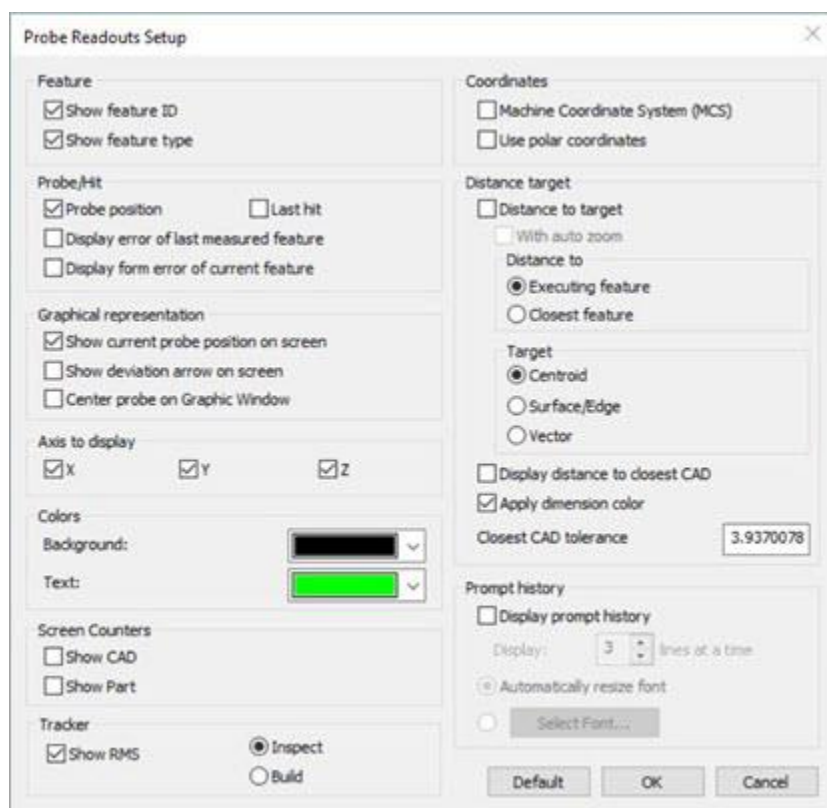 Probe Readouts Setup
Feature
Show feature ID
Show feature type
Probe/Hit
Probe position Last hit
Display error of last measured feature
Display form error of current feature
Graphical representation
Show current probe position on screen
Show deviation arrow on screen
Center probe on Graphic Window
Axis to display
X Y Z
Colors
Background:
Text:
Screen Counters
Show CAD
Show Part
Tracker
Show RMS Inspect
Build
Coordinates
Machine Coordinate System (MCS)
Use polar coordinates
Distance target
Distance to target
With auto zoom
Distance to
Executing feature
Closest feature
Target
Centroid
Surface/Edge
Vector
Display distance to closest CAD
Apply dimension color
Closest CAD tolerance 3.9370078
Prompt history
Display prompt history
Display: 3 lines at a time
Automatically resize font
Select Font...
Default OK Cancel